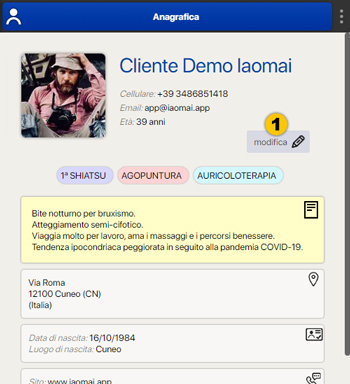 Anagrafica
Cliente Demo Iaomai
Cellulare: +39 3486851418
Email: app@iaomai.app
Età: 39 anni
1
modifica
1ª SHIATSU AGOPUNTURA AURICOLOTERAPIA
Bite notturno per bruxismo.
Atteggiamento semi-cifotico.
Viaggia molto per lavoro, ama i massaggi e i percorsi benessere.
Tendenza ipocondriaca peggiorata in seguito alla pandemia COVID-19.
Via Roma
12100 Cuneo (CN)
(Italia)
Data di nascita: 16/10/1984
Luogo di nascita: Cuneo
Sito: www.iaomai.app